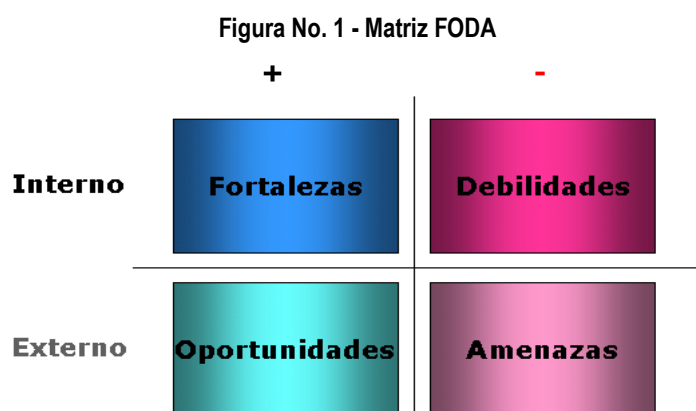 Figura No. 1 - Matriz FODA
+ -
Interno Fortalezas Debilidades
Externo Oportunidades Amenazas